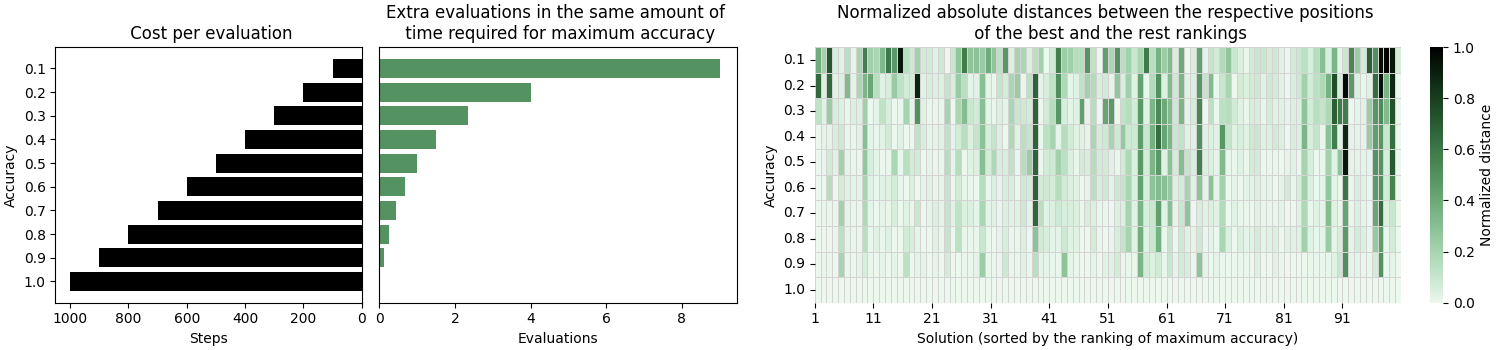 Cost per evaluation
Accuracy
0.1
0.2
0.3
0.4
0.5
0.6
0.7
0.8
0.9
1.0
1000 800 600 400 200 0
Steps
Extra evaluations in the same amount of
time required for maximum accuracy
0 2 4 6 8
Evaluations
Normalized absolute distances between the respective positions
of the best and the rest rankings
Accuracy
0.1
0.2
0.3
0.4
0.5
0.6
0.7
0.8
0.9
1.0
1 11 21 31 41 51 61 71 81 91
Solution (sorted by the ranking of maximum accuracy)
1.0
0.8
0.6
0.4
0.2
0.0
Normalized distance